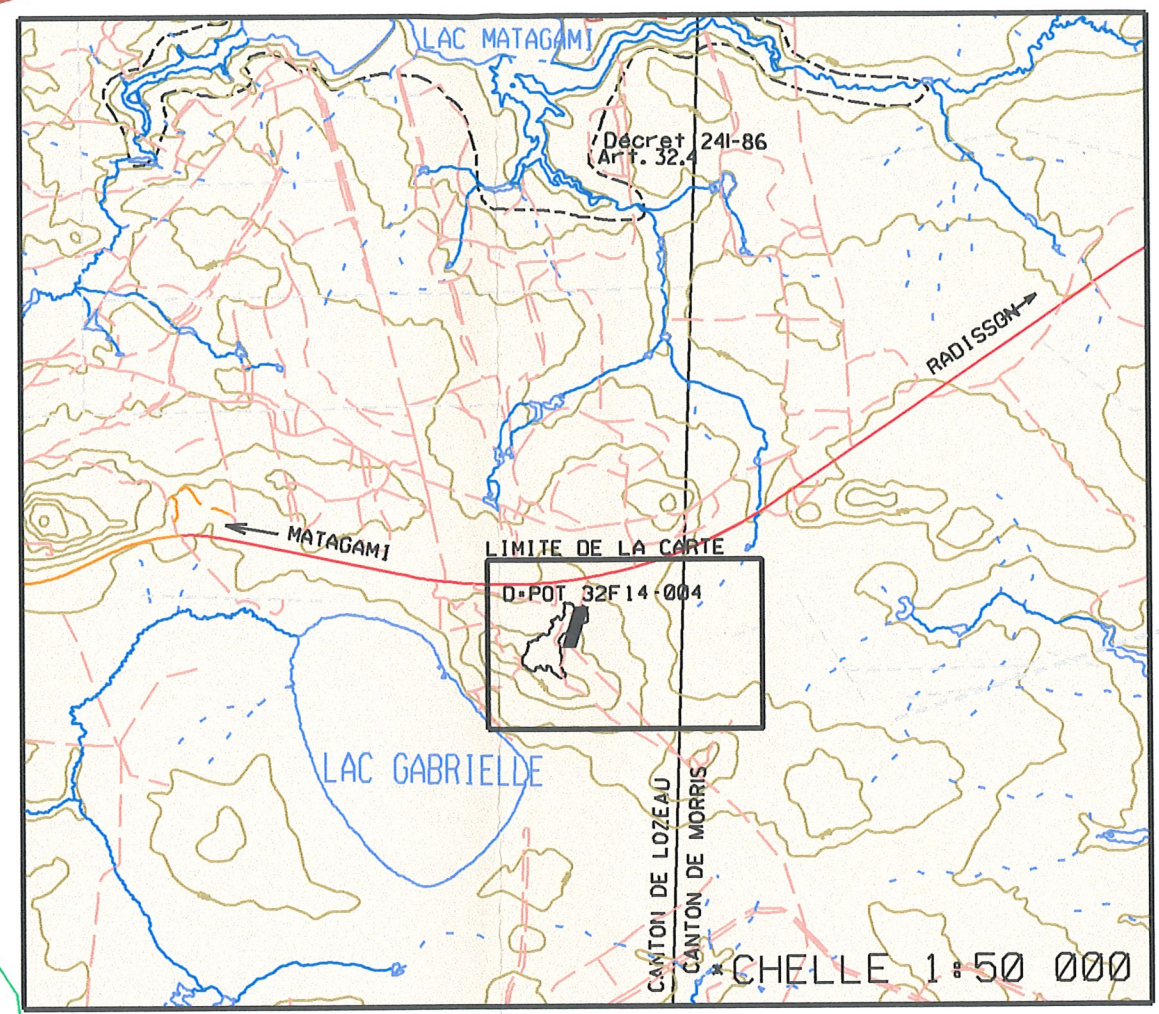 LAC MATAGAMI
Décret 241-86
Art. 32.4
RADISSON
MATAGAMI
LIMITE DE LA CARTE
D*POT 32F14-004
LAC GABRIELLE
CANTON DE LOZEAU
CANTON DE MORRIS
*CHELLE 1:50 000